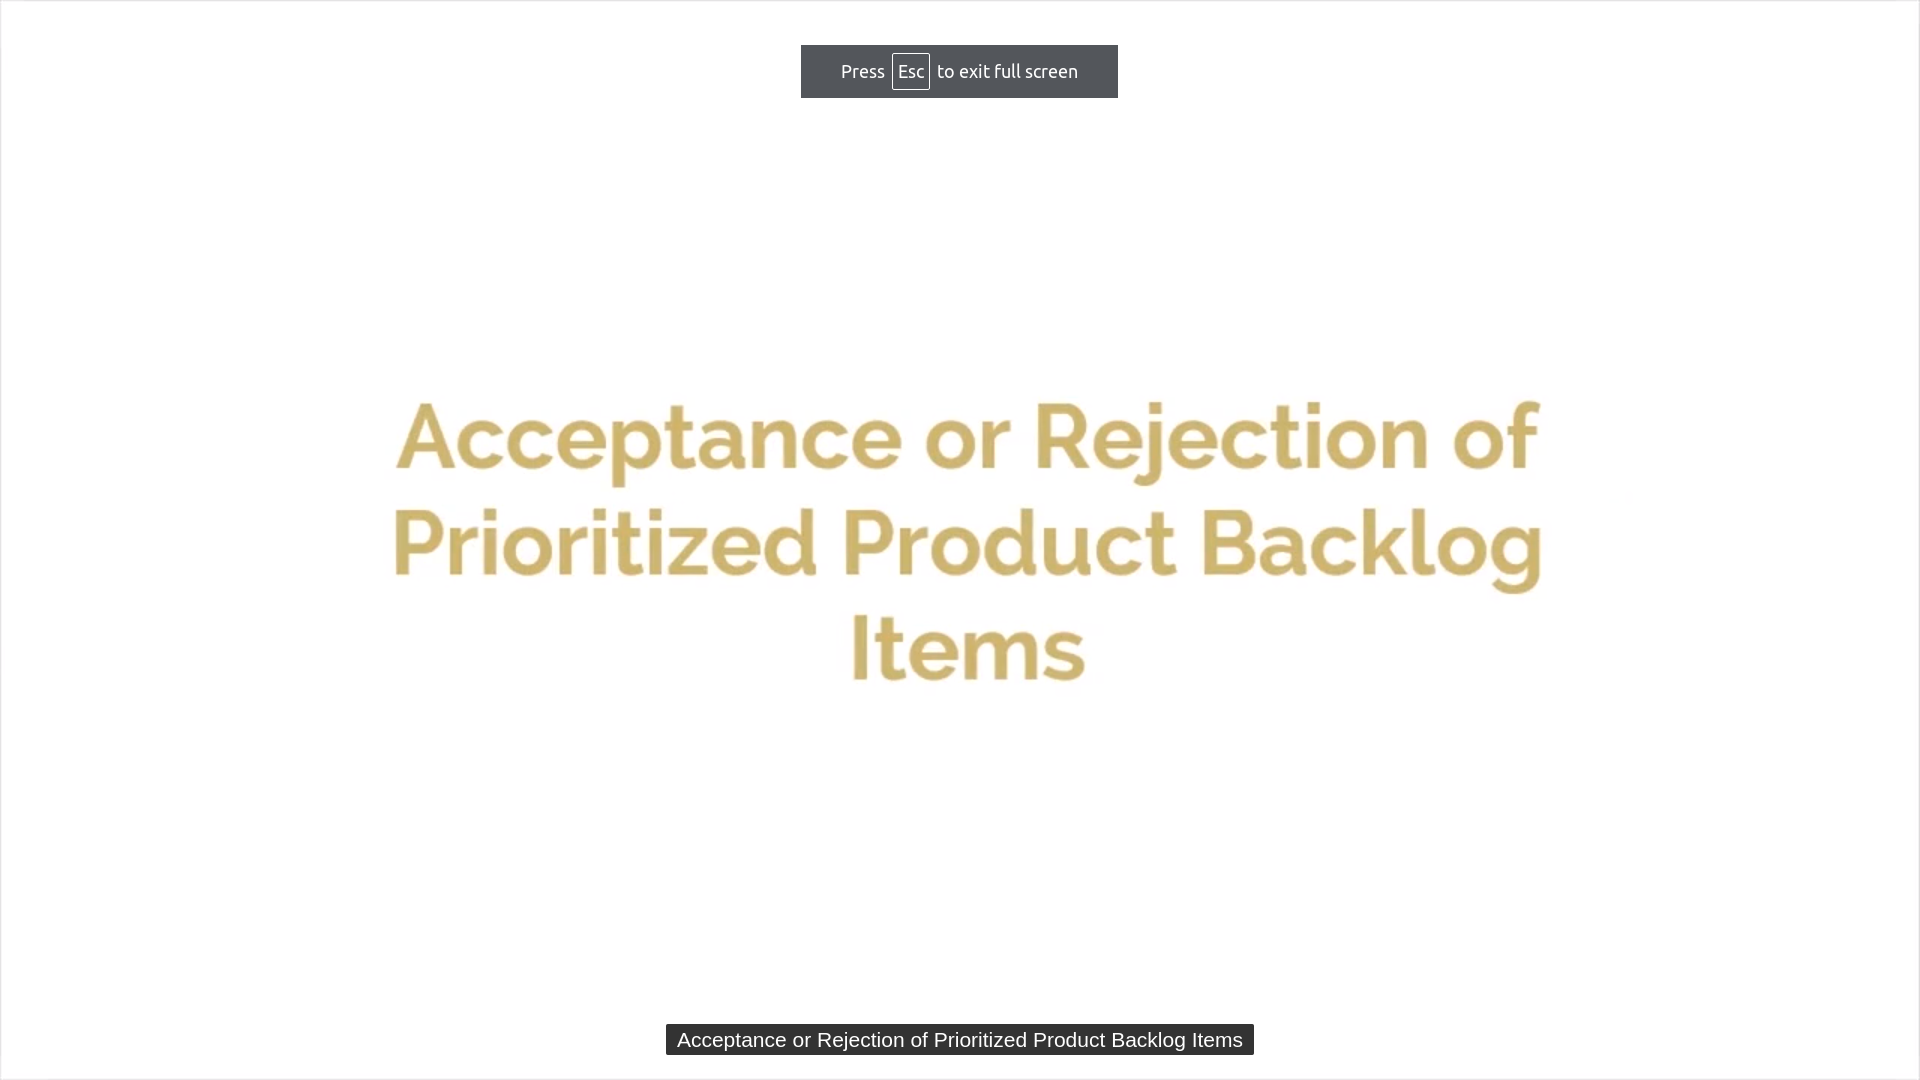 Press Esc to exit full screen
Acceptance or Rejection of
Prioritized Product Backlog
Items
Acceptance or Rejection of Prioritized Product Backlog Items